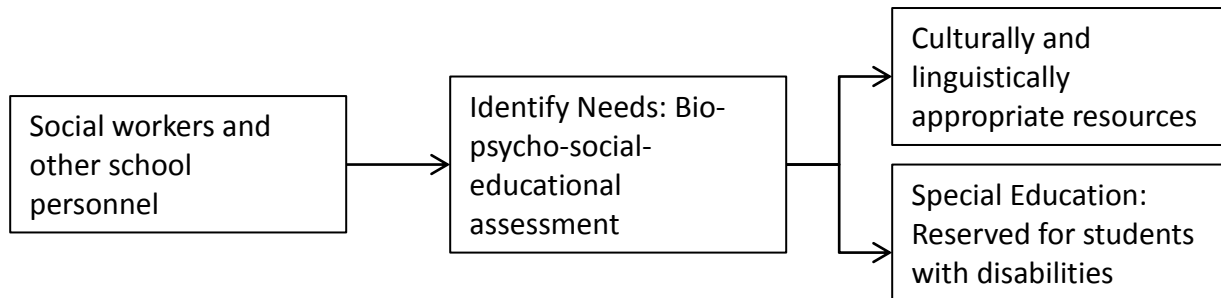 Social workers and
other school
personnel
Identify Needs: Bio-
psycho-social-
educational
assessment
Culturally and
linguistically
appropriate resources
Special Education:
Reserved for students
with disabilities